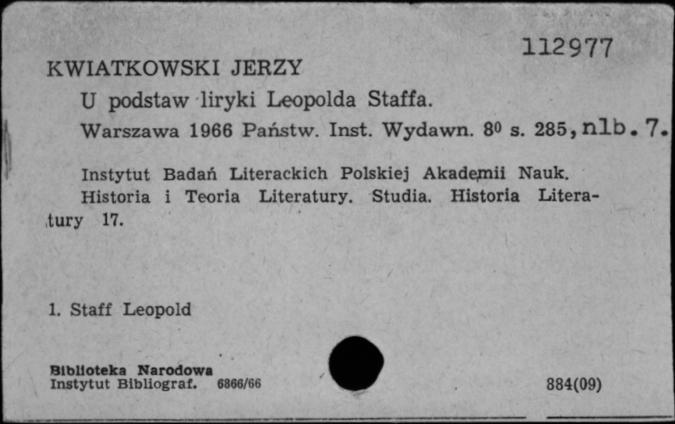 112977
KWIATKOWSKI JERZY
U podstaw liryki Leopolda Staffa.
Warszawa 1966 Państw. Inst. Wydawn. 8⁰ s. 285, nlb. 7.
Instytut Badań Literackich Polskiej Akademii Nauk.
Historia i Teoria Literatury. Studia. Historia Litera-
tury 17.
1. Staff Leopold
Biblioteka Narodowa
Instytut Bibliograf. 6866/66
884(09)